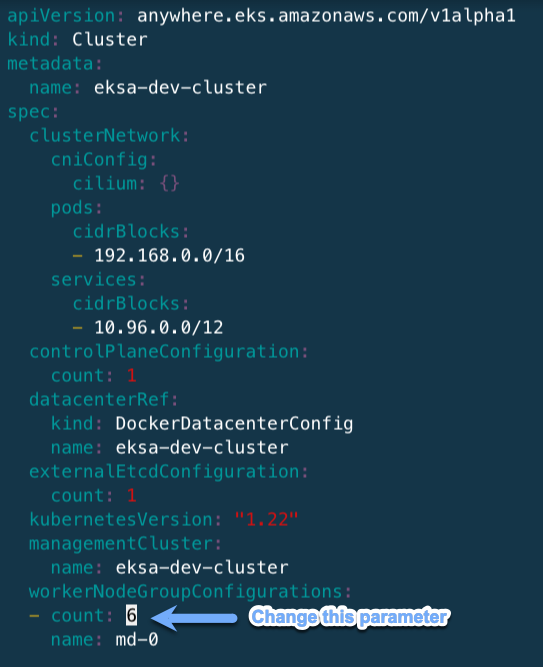 apiVersion: anywhere.eks.amazonaws.com/v1alpha1
kind: Cluster
metadata:
  name: eksa-dev-cluster
spec:
  clusterNetwork:
    cniConfig:
      cilium: {}
    pods:
      cidrBlocks:
      - 192.168.0.0/16
    services:
      cidrBlocks:
      - 10.96.0.0/12
  controlPlaneConfiguration:
    count: 1
  datacenterRef:
    kind: DockerDatacenterConfig
    name: eksa-dev-cluster
  externalEtcdConfiguration:
    count: 1
  kubernetesVersion: "1.22"
  managementCluster:
    name: eksa-dev-cluster
  workerNodeGroupConfigurations:
  - count: 6 Change this parameter
    name: md-0